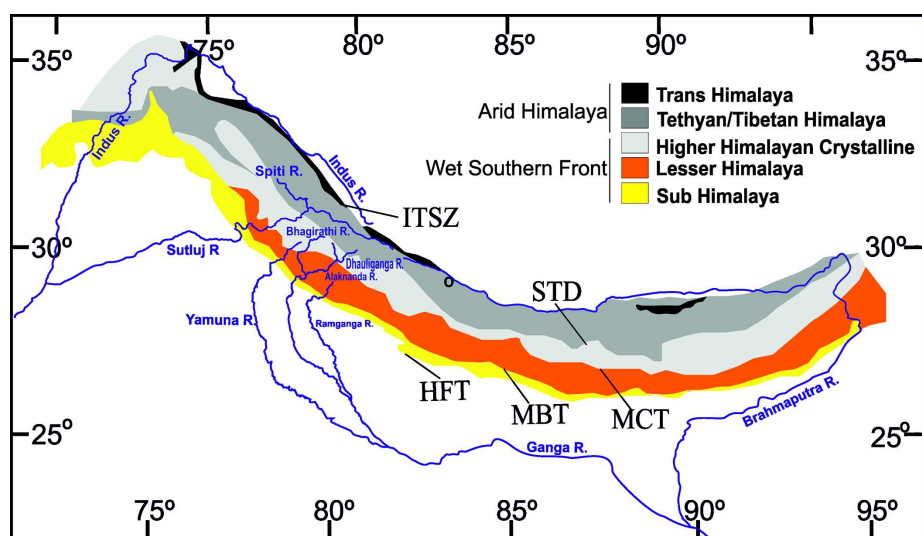 75º 80º 85º 90º
35º 35º
Trans Himalaya
Arid Himalaya
Tethyan/Tibetan Himalaya
Higher Himalayan Crystalline
Wet Southern Front
Lesser Himalaya
Sub Himalaya
Indus R.
Indus R.
Spiti R.
ITSZ
Bhagirathi R.
30º 30º
Sutluj R
Dhauliganga R.
Alaknanda R.
o
STD
Yamuna R.
Ramganga R.
HFT
MBT
MCT
Brahmaputra R.
25º 25º
Ganga R.
75º 80º 85º 90º 95º